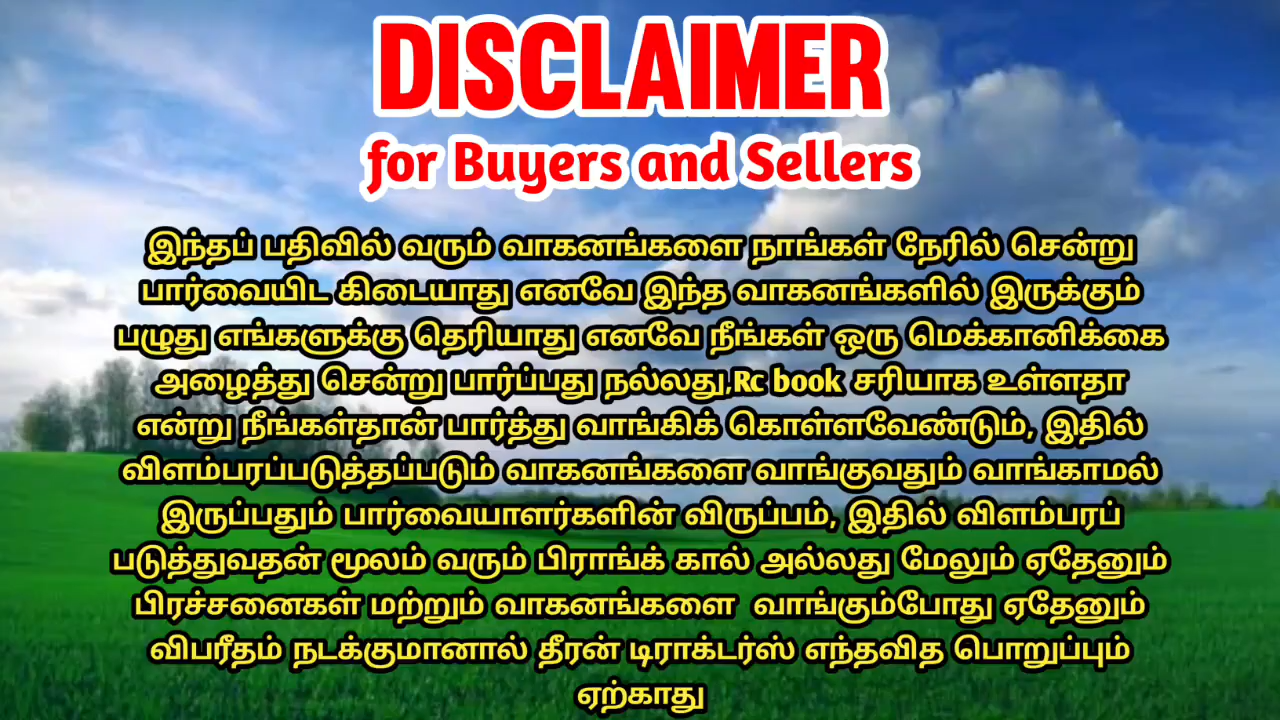 DISCLAIMER
for Buyers and Sellers
இந்தப் பதிவில் வரும் வாகனங்களை நாங்கள் நேரில் சென்று
பார்வையிட கிடையாது எனவே இந்த வாகனங்களில் இருக்கும்
பழுது எங்களுக்கு தெரியாது எனவே நீங்கள் ஒரு மெக்கானிக்கை
அழைத்து சென்று பார்ப்பது நல்லது,Rc book சரியாக உள்ளதா
என்று நீங்கள்தான் பார்த்து வாங்கிக் கொள்ளவேண்டும், இதில்
விளம்பரப்படுத்தப்படும் வாகனங்களை வாங்குவதும் வாங்காமல்
இருப்பதும் பார்வையாளர்களின் விருப்பம், இதில் விளம்பரப்
படுத்துவதன் மூலம் வரும் பிராங்க் கால் அல்லது மேலும் ஏதேனும்
பிரச்சனைகள் மற்றும் வாகனங்களை வாங்கும்போது ஏதேனும்
விபரீதம் நடக்குமானால் தீரன் டிராக்டர்ஸ் எந்தவித பொறுப்பும்
ஏற்காது